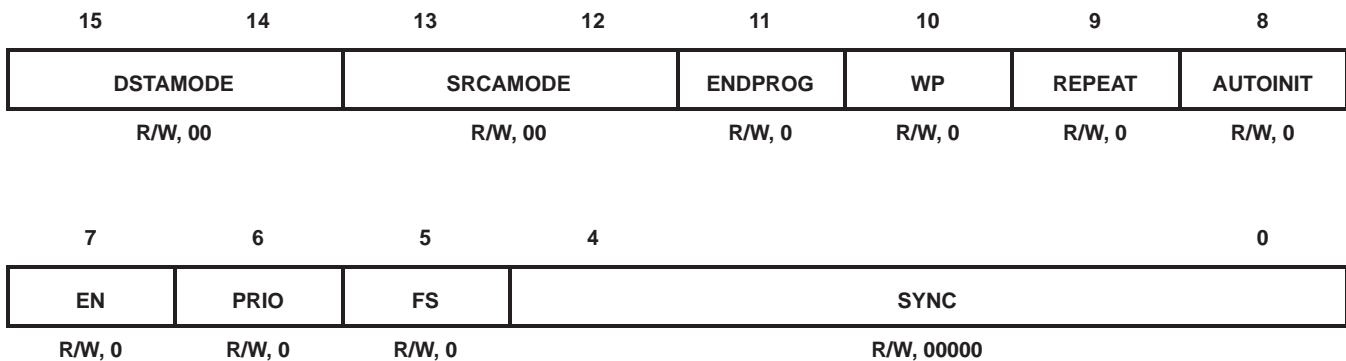 15 14 13 12 11 10 9 8
DSTAMODE SRCAMODE ENDPROG WP REPEAT AUTOINIT
R/W, 00 R/W, 00 R/W, 0 R/W, 0 R/W, 0 R/W, 0
7 6 5 4 0
EN PRIO FS SYNC
R/W, 0 R/W, 0 R/W, 0 R/W, 00000